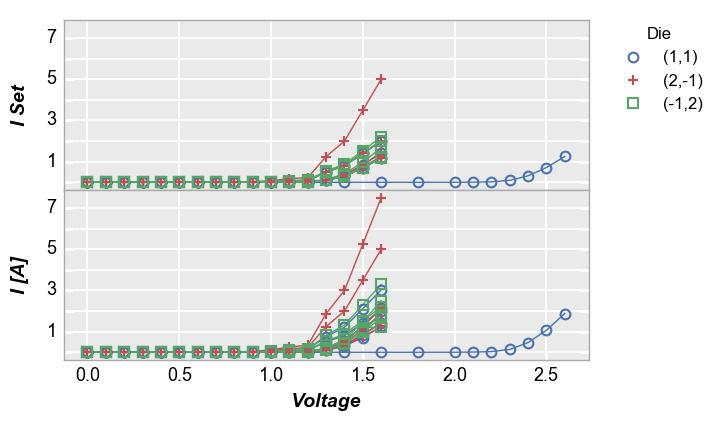 Die
(1,1)
(2,-1)
(-1,2)
I Set
7
5
3
1
I [A]
7
5
3
1
0.0 0.5 1.0 1.5 2.0 2.5
Voltage